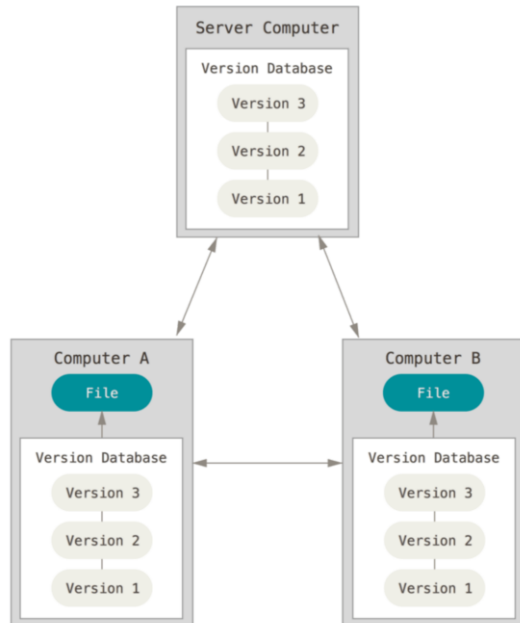 Server Computer
Version Database
Version 3
Version 2
Version 1
Computer A
File
Version Database
Version 3
Version 2
Version 1
Computer B
File
Version Database
Version 3
Version 2
Version 1